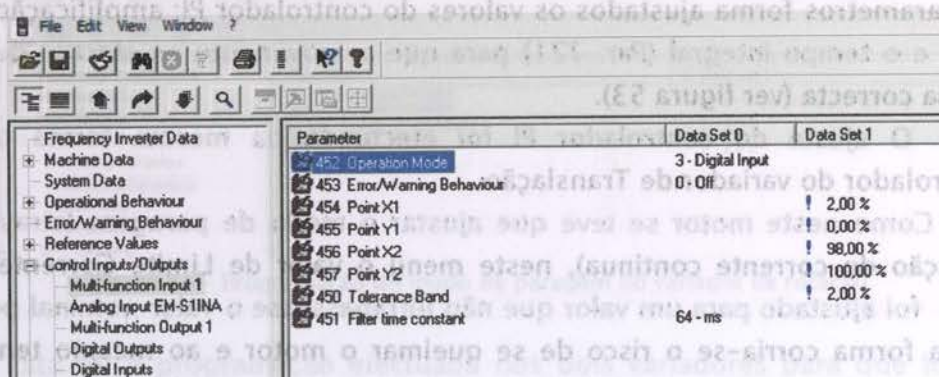 File Edit View Window ?
Frequency Inverter Data
Machine Data
System Data
Operational Behaviour
Error/Warning Behaviour
Reference Values
Control Inputs/Outputs
Multi-function Input 1
Analog Input EM-S1INA
Multi-function Output 1
Digital Outputs
Digital Inputs
Parameter Data Set 0 Data Set 1
452 Operation Mode 3 - Digital Input
453 Error/Warning Behaviour 0 - Off
454 Point X1 ! 2,00 %
455 Point Y1 ! 0,00 %
456 Point X2 ! 98,00 %
457 Point Y2 ! 100,00 %
450 Tolerance Band ! 2,00 %
451 Filter time constant 64 - ms